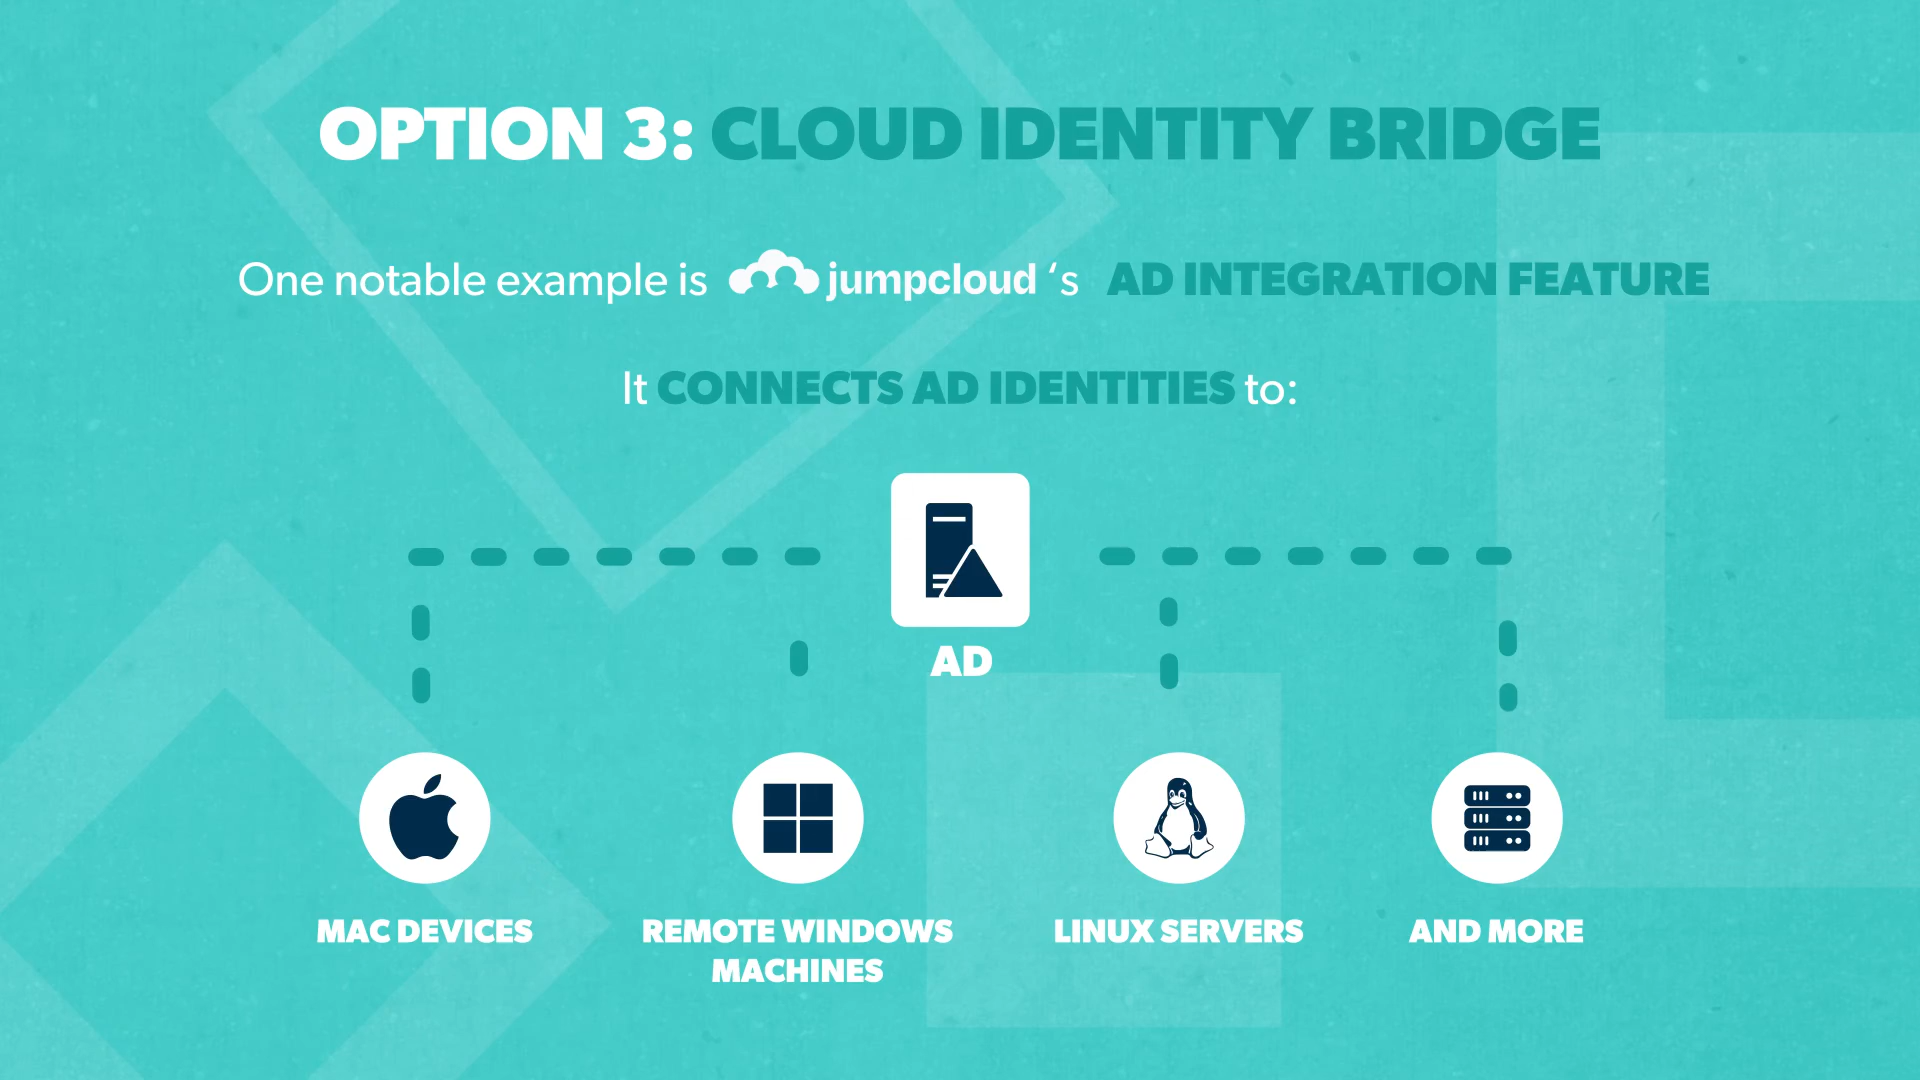 OPTION 3: CLOUD IDENTITY BRIDGE
One notable example is jumpcloud ‘s AD INTEGRATION FEATURE
It CONNECTS AD IDENTITIES to:
AD
MAC DEVICES
REMOTE WINDOWS
MACHINES
LINUX SERVERS
AND MORE